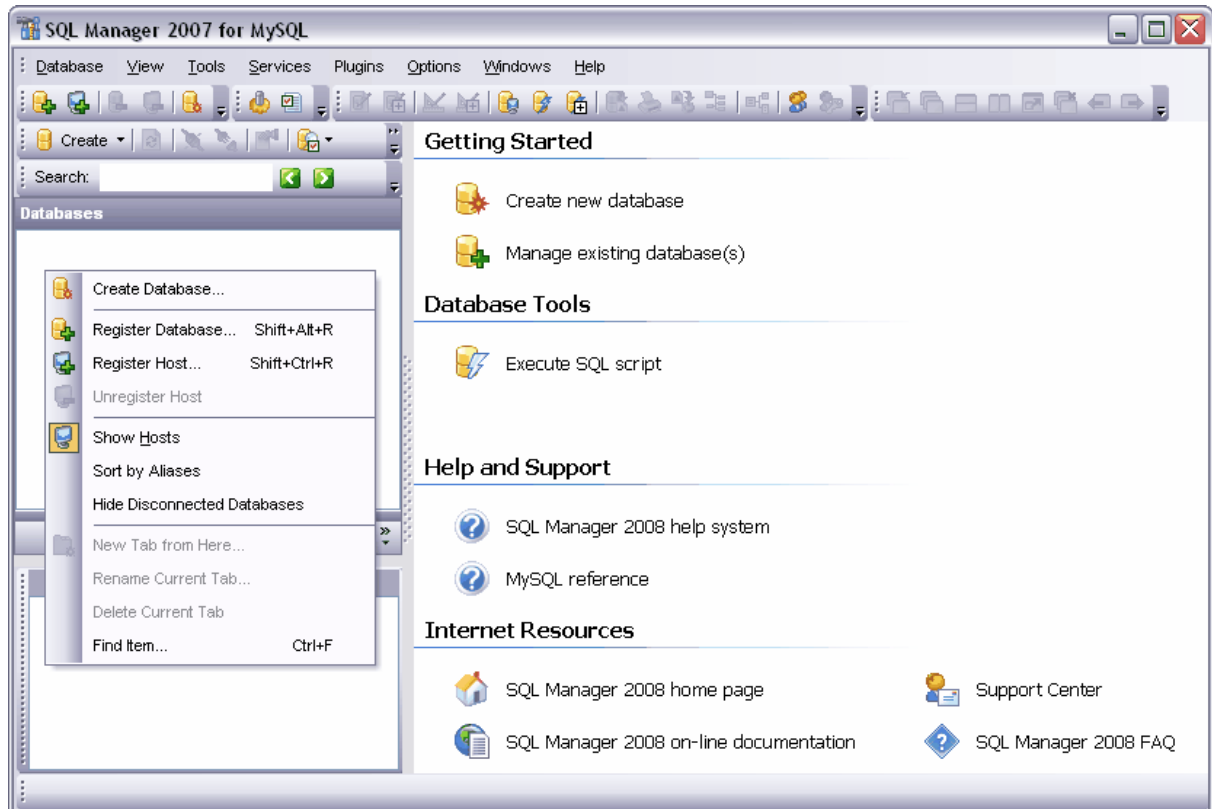 SQL Manager 2007 for MySQL
Database View Tools Services Plugins Options Windows Help
Create
Search:
Databases
Create Database...
Register Database... Shift+Alt+R
Register Host... Shift+Ctrl+R
Unregister Host
Show Hosts
Sort by Aliases
Hide Disconnected Databases
New Tab from Here...
Rename Current Tab...
Delete Current Tab
Find Item... Ctrl+F
Getting Started
Create new database
Manage existing database(s)
Database Tools
Execute SQL script
Help and Support
SQL Manager 2008 help system
MySQL reference
Internet Resources
SQL Manager 2008 home page
Support Center
SQL Manager 2008 on-line documentation
SQL Manager 2008 FAQ